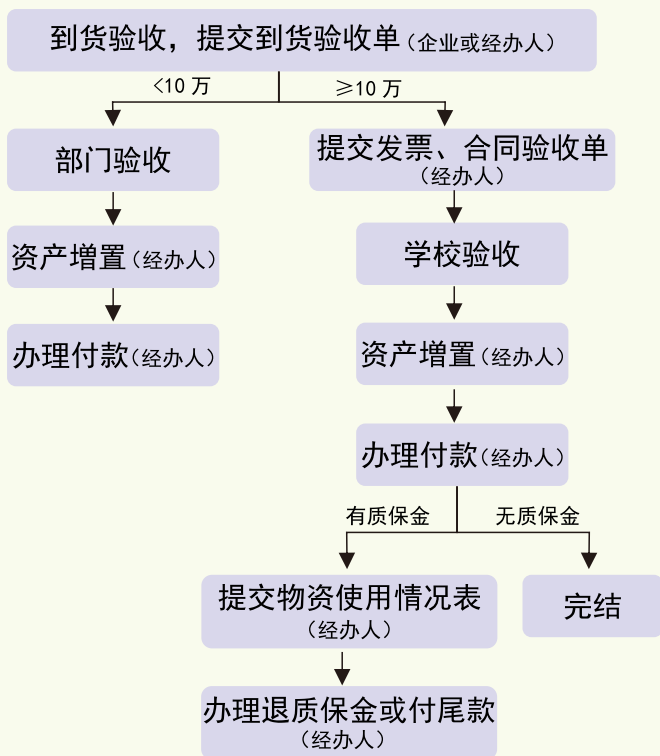 到货验收，提交到货验收单（企业或经办人）
<10 万
≥10 万
部门验收
提交发票、合同验收单
（经办人）
资产增置（经办人）
学校验收
办理付款（经办人）
资产增置（经办人）
办理付款（经办人）
有质保金
无质保金
提交物资使用情况表
（经办人）
完结
办理退质保金或付尾款
（经办人）